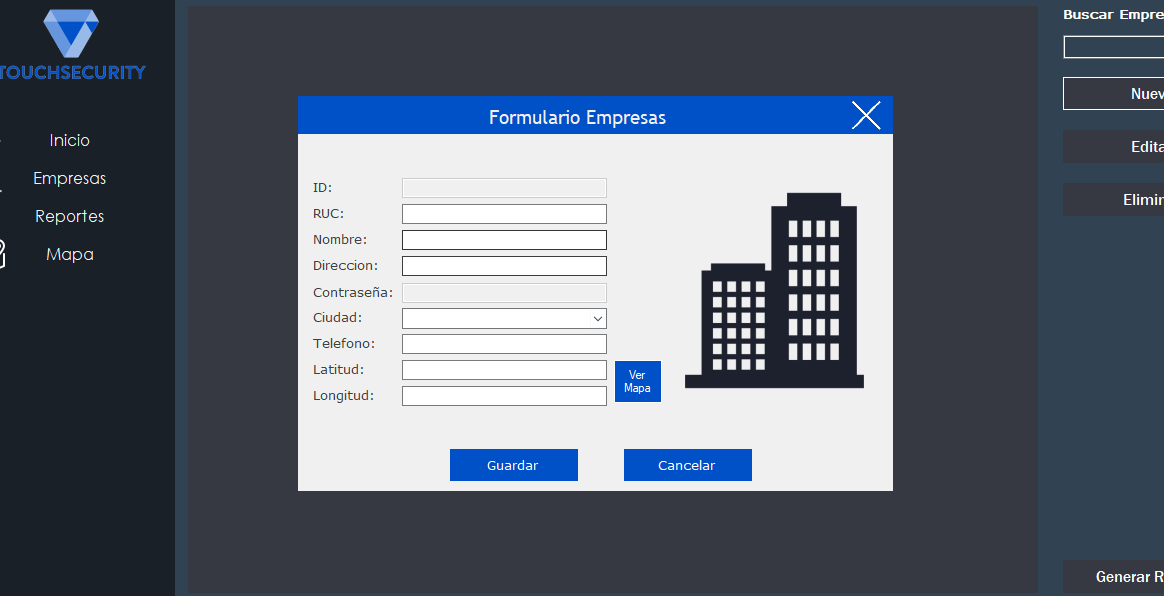 TOUCHSECURITY
Inicio
Empresas
Reportes
Mapa
Formulario Empresas
ID:
RUC:
Nombre:
Direccion:
Contraseña:
Ciudad:
Telefono:
Latitud:
Longitud:
Ver
Mapa
Guardar
Cancelar
Buscar Empre
Nuev
Edita
Elimin
Generar R